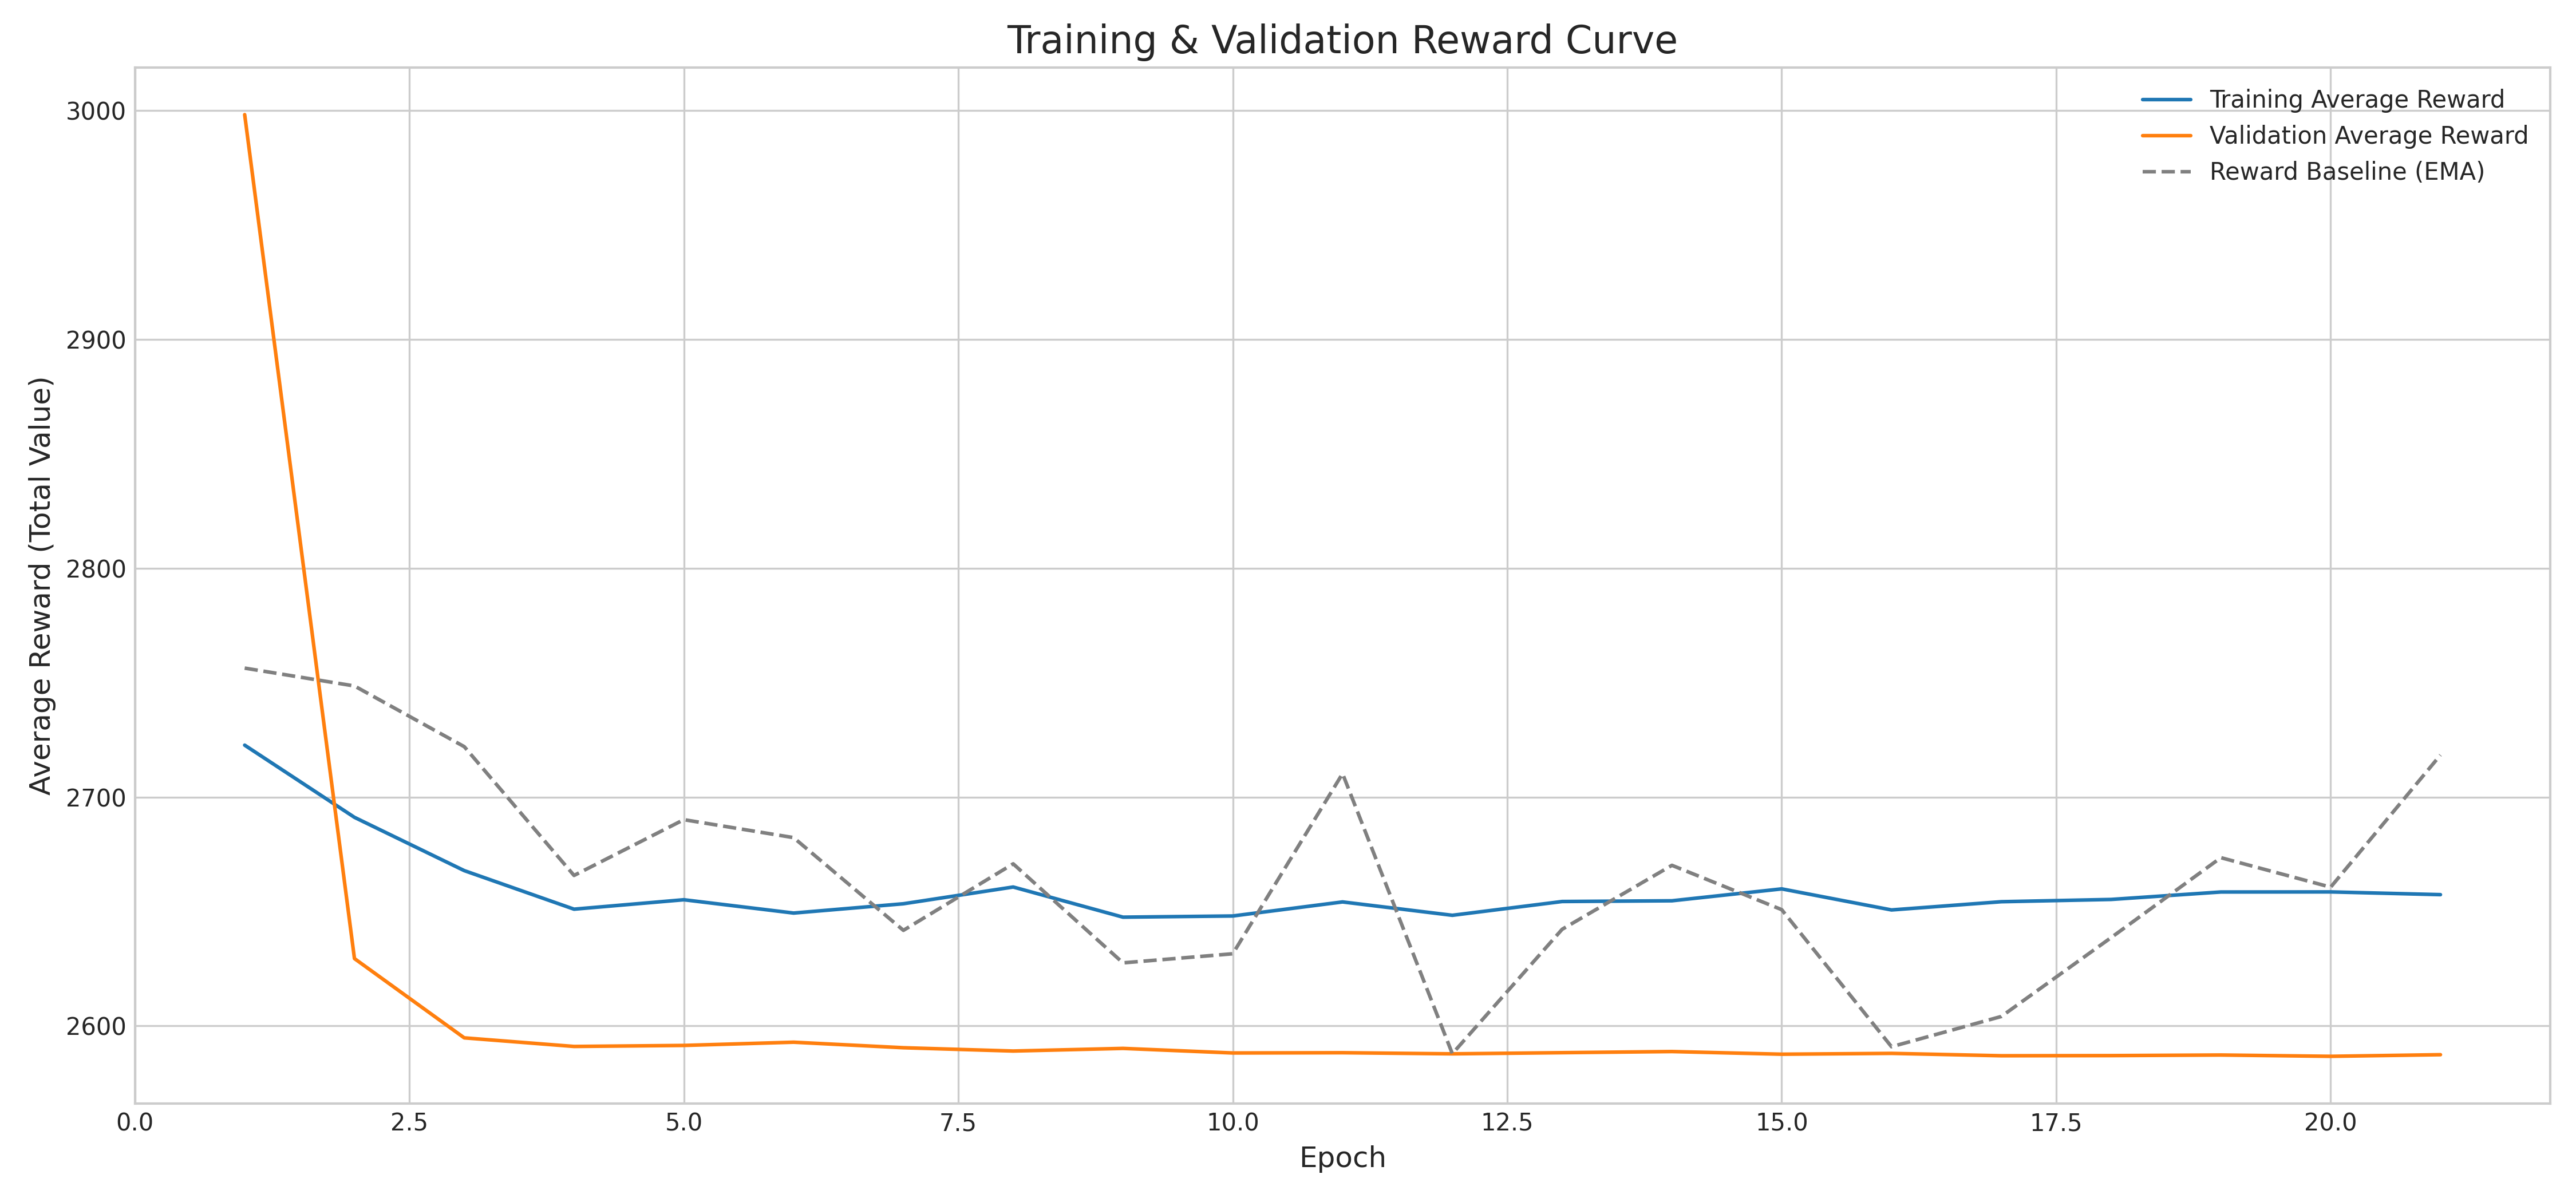 Training & Validation Reward Curve
Training Average Reward
Validation Average Reward
Reward Baseline (EMA)
Average Reward (Total Value)
3000
2900
2800
2700
2600
0.0 2.5 5.0 7.5 10.0 12.5 15.0 17.5 20.0
Epoch